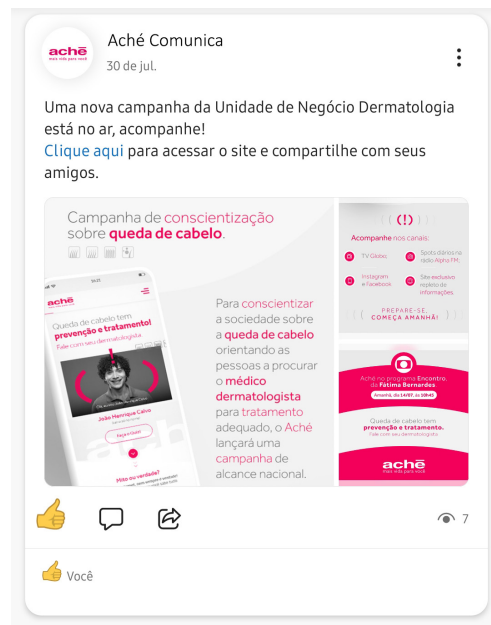 achē
mais vida para você
Aché Comunica
30 de jul.
Uma nova campanha da Unidade de Negócio Dermatologia
está no ar, acompanhe!
Clique aqui para acessar o site e compartilhe com seus
amigos.
Campanha de conscientização
sobre queda de cabelo.
achē
Queda de cabelo tem
prevenção e tratamento!
Fale com seu dermatologista.
João Henrique Calvo
Faça o Quiz!
Mito ou verdade?
Para conscientizar
a sociedade sobre
a queda de cabelo
orientando as
pessoas a procurar
o médico
dermatologista
para tratamento
adequado, o Aché
lançará uma
campanha de
alcance nacional.
(!)
Acompanhe nos canais:
TV Globo;
Spots diários na
rádio Alpha FM;
Instagram
e Facebook
Site exclusivo
repleto de
informações.
PREPARE-SE,
COMEÇA AMANHÃ!
Aché no programa Encontro,
da Fátima Bernardes
Amanhã, dia 14/07, às 10h45
Queda de cabelo tem
prevenção e tratamento.
Fale com seu dermatologista.
achē
mais vida para você
7
Você